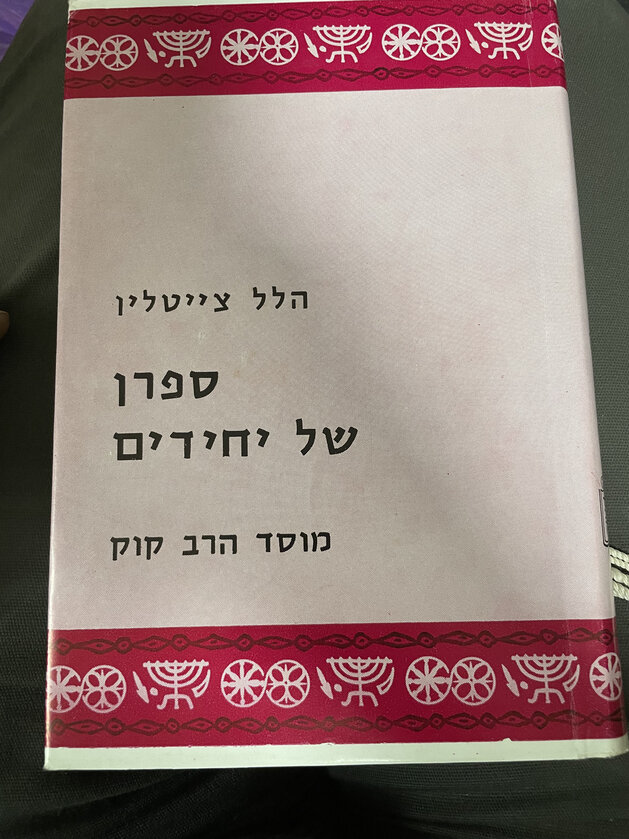 הלל צייטלין
ספרן
של יחידים
מוסד הרב קוק